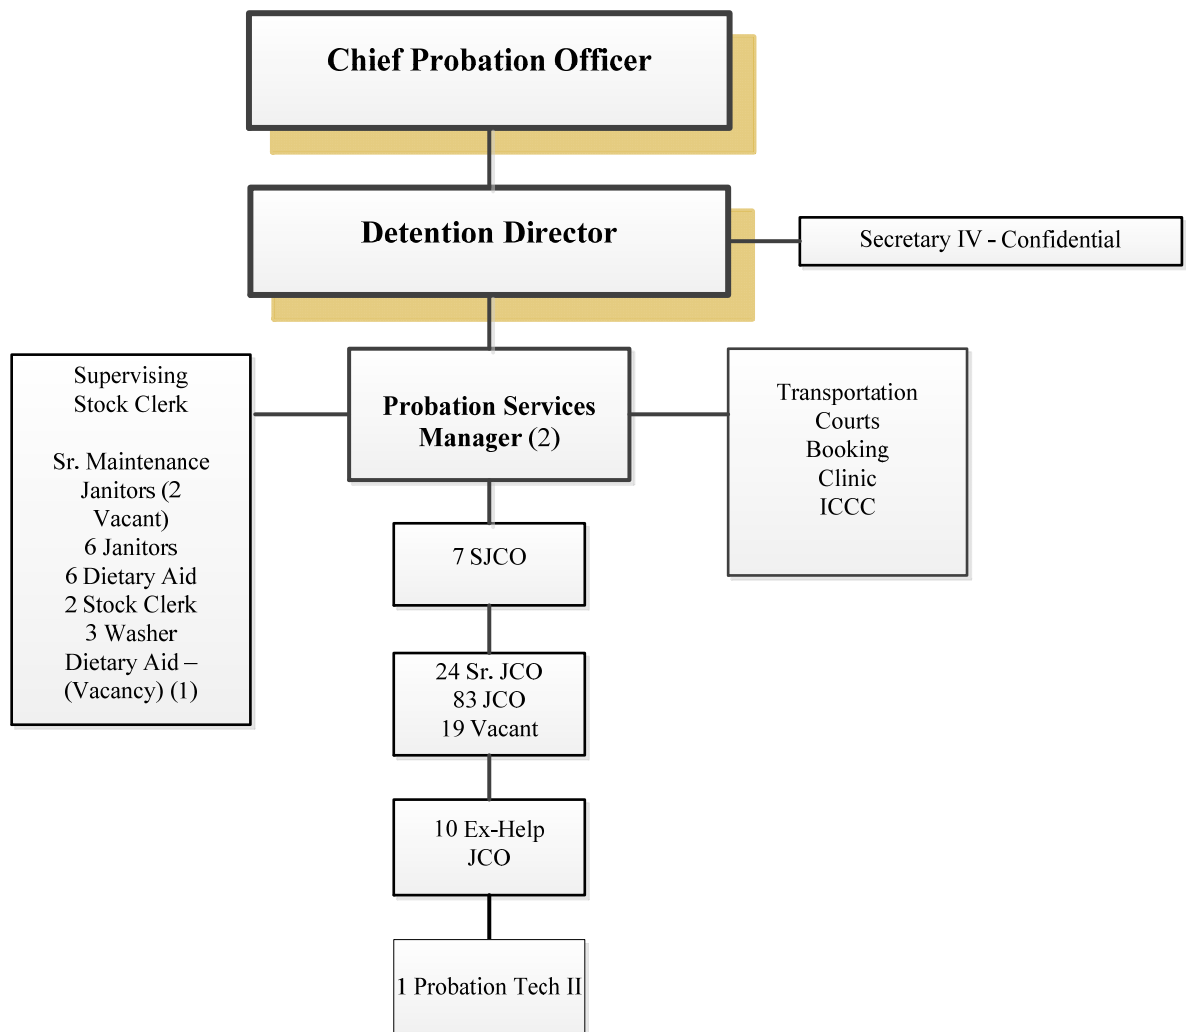 Chief Probation Officer
Detention Director
Secretary IV - Confidential
Supervising
Stock Clerk
Sr. Maintenance
Janitors (2
Vacant)
6 Janitors
6 Dietary Aid
2 Stock Clerk
3 Washer
Dietary Aid –
(Vacancy) (1)
Probation Services
Manager (2)
Transportation
Courts
Booking
Clinic
ICCC
7 SJCO
24 Sr. JCO
83 JCO
19 Vacant
10 Ex-Help
JCO
1 Probation Tech II